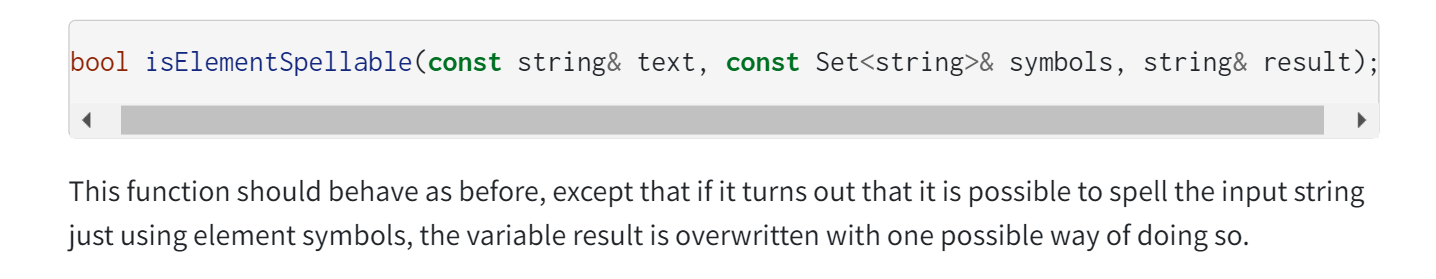 bool isElementSpellable(const string& text, const Set<string>& symbols, string& result);
This function should behave as before, except that if it turns out that it is possible to spell the input string
just using element symbols, the variable result is overwritten with one possible way of doing so.